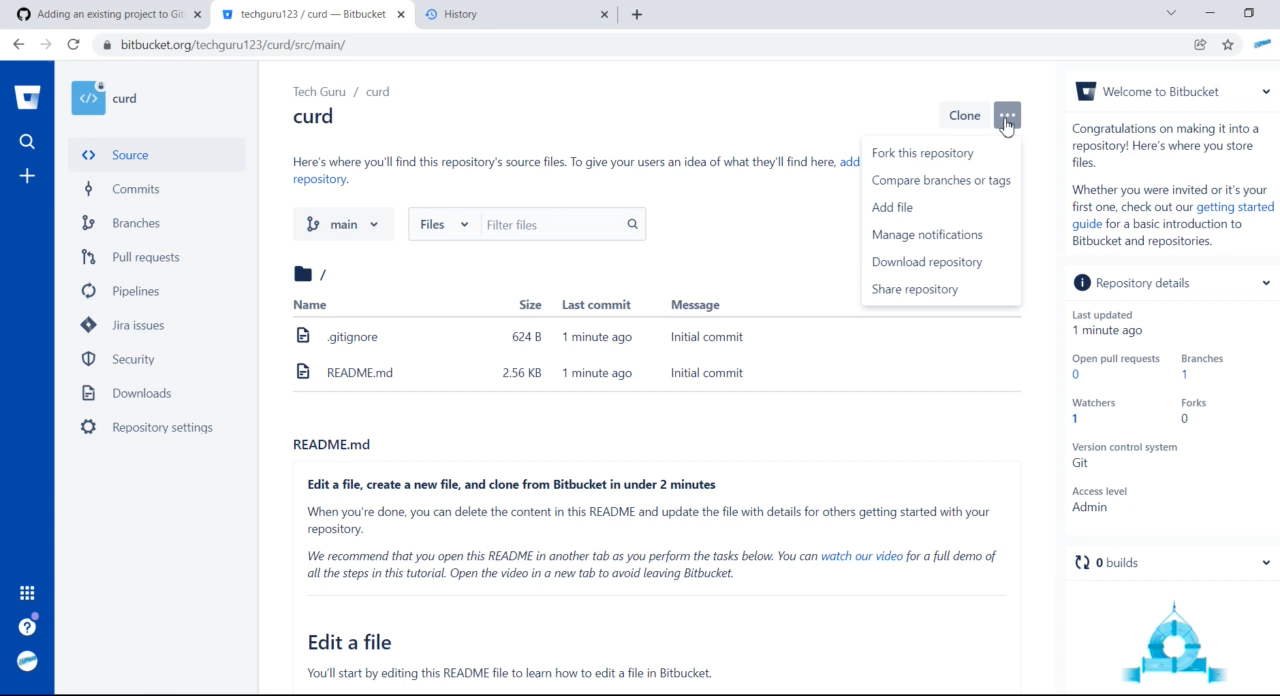 Adding an existing project to Git
techguru123 / curd — Bitbucket
History
bitbucket.org/techguru123/curd/src/main/
curd
Source
Commits
Branches
Pull requests
Pipelines
Jira issues
Security
Downloads
Repository settings
Tech Guru / curd
curd
Clone
Here's where you'll find this repository's source files. To give your users an idea of what they'll find here, add
repository.
Fork this repository
Compare branches or tags
Add file
Manage notifications
Download repository
Share repository
main
Files
Filter files
/
Name Size Last commit Message
.gitignore 624 B 1 minute ago Initial commit
README.md 2.56 KB 1 minute ago Initial commit
README.md
Edit a file, create a new file, and clone from Bitbucket in under 2 minutes
When you're done, you can delete the content in this README and update the file with details for others getting started with your
repository.
We recommend that you open this README in another tab as you perform the tasks below. You can watch our video for a full demo of
all the steps in this tutorial. Open the video in a new tab to avoid leaving Bitbucket.
Edit a file
You'll start by editing this README file to learn how to edit a file in Bitbucket.
Welcome to Bitbucket
Congratulations on making it into a
repository! Here's where you store
files.
Whether you were invited or it's your
first one, check out our getting started
guide for a basic introduction to
Bitbucket and repositories.
Repository details
Last updated
1 minute ago
Open pull requests Branches
0 1
Watchers Forks
1 0
Version control system
Git
Access level
Admin
0 builds